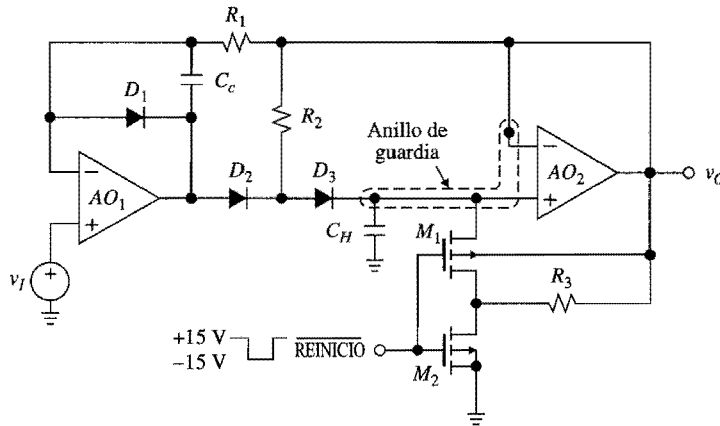 R1
Cc
D1
R2
Anillo de
guardia
AO1
D2
D3
AO2
vO
CH
M1
vI
R3
+15 V
−15 V
REINICIO
M2